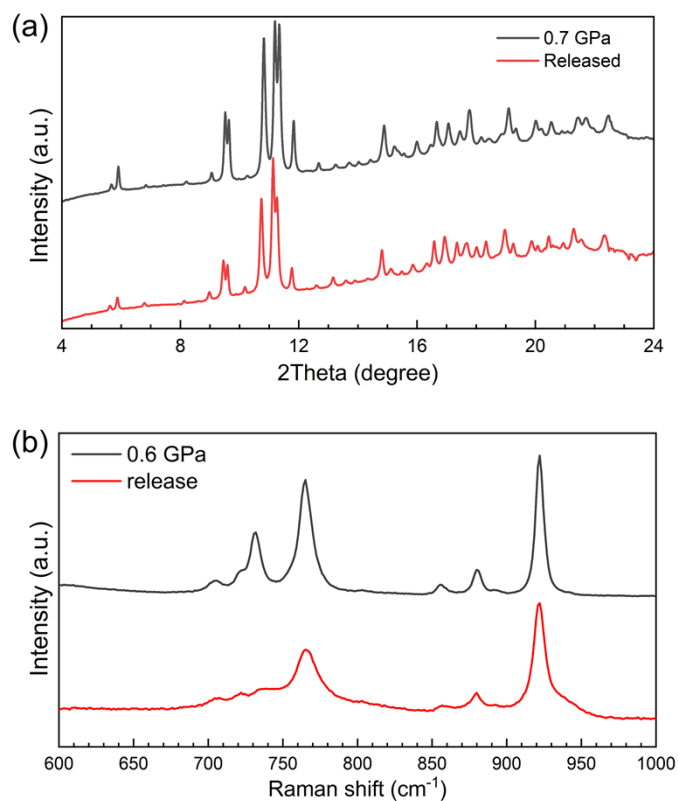 (a)
0.7 GPa
Released
Intensity (a.u.)
4 8 12 16 20 24
2Theta (degree)
(b)
0.6 GPa
release
Intensity (a.u.)
600 650 700 750 800 850 900 950 1000
Raman shift (cm⁻¹)